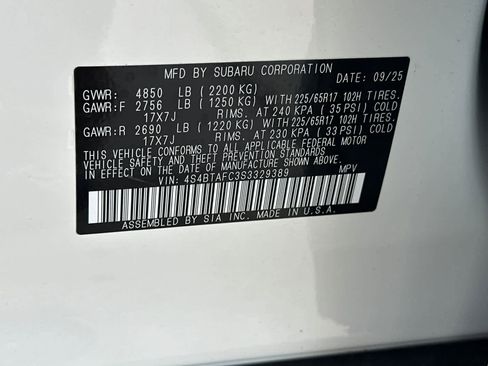 MFD BY SUBARU CORPORATION DATE: 09/25
GVWR: 4850 LB ( 2200 KG)
GAWR:F 2756 LB ( 1250 KG) WITH 225/65R17 102H TIRES.
17X7J RIMS. AT 240 KPA ( 35 PSI) COLD
GAWR:R 2690 LB ( 1220 KG) WITH 225/65R17 102H TIRES.
17X7J RIMS. AT 230 KPA ( 33 PSI) COLD
THIS VEHICLE CONFORMS TO ALL APPLICABLE FEDERAL MOTOR
VEHICLE SAFETY AND THEFT PREVENTION STANDARDS
IN EFFECT ON THE DATE OF MANUFACTURE SHOWN ABOVE.
VIN: 4S4BTAFC3S3329389 MPV
ASSEMBLED BY SIA INC. MADE IN U.S.A.